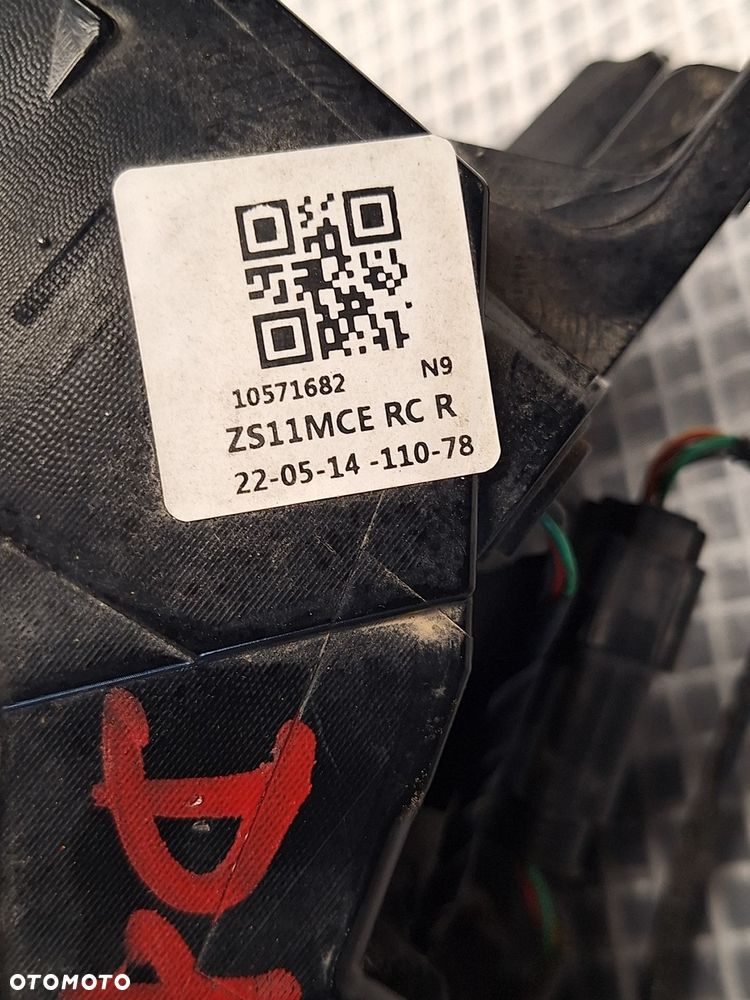 10571682 N9
ZS11MCE RC R
22-05-14 -110-78
OTOMOTO